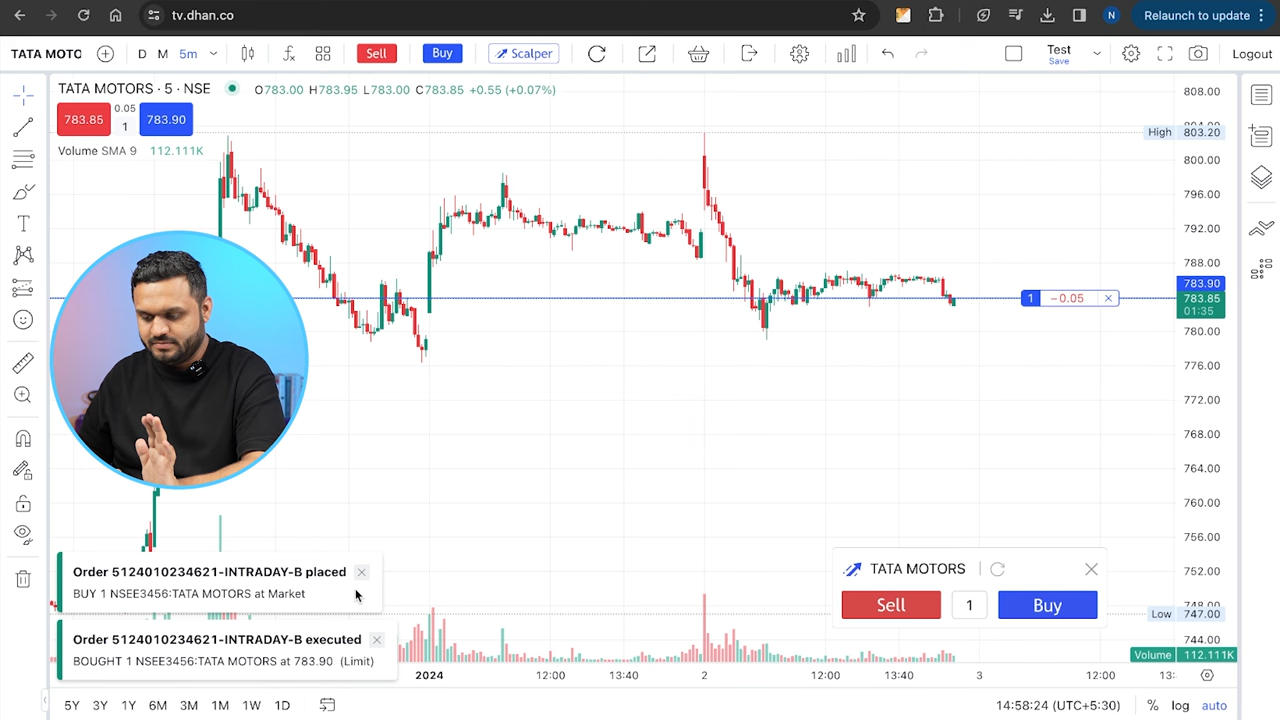 tv.dhan.co
N
Relaunch to update
TATA MOTO
D M 5m
Sell
Buy
Scalper
Test
Save
Logout
TATA MOTORS · 5 · NSE
O783.00 H783.95 L783.00 C783.85 +0.55 (+0.07%)
783.85
0.05
1
783.90
Volume SMA 9 112.111K
808.00
804.00
High 803.20
800.00
796.00
792.00
788.00
783.90
1 −0.05
783.85
01:35
780.00
776.00
772.00
768.00
764.00
760.00
756.00
752.00
748.00
Low 747.00
744.00
Volume 112.111K
Order 5124010234621-INTRADAY-B placed
BUY 1 NSEE3456:TATA MOTORS at Market
Order 5124010234621-INTRADAY-B executed
BOUGHT 1 NSEE3456:TATA MOTORS at 783.90 (Limit)
TATA MOTORS
Sell
1
Buy
2024 12:00 13:40 2 12:00 13:40 3 12:00 13:
5Y 3Y 1Y 6M 3M 1M 1W 1D
14:58:24 (UTC+5:30)
% log auto